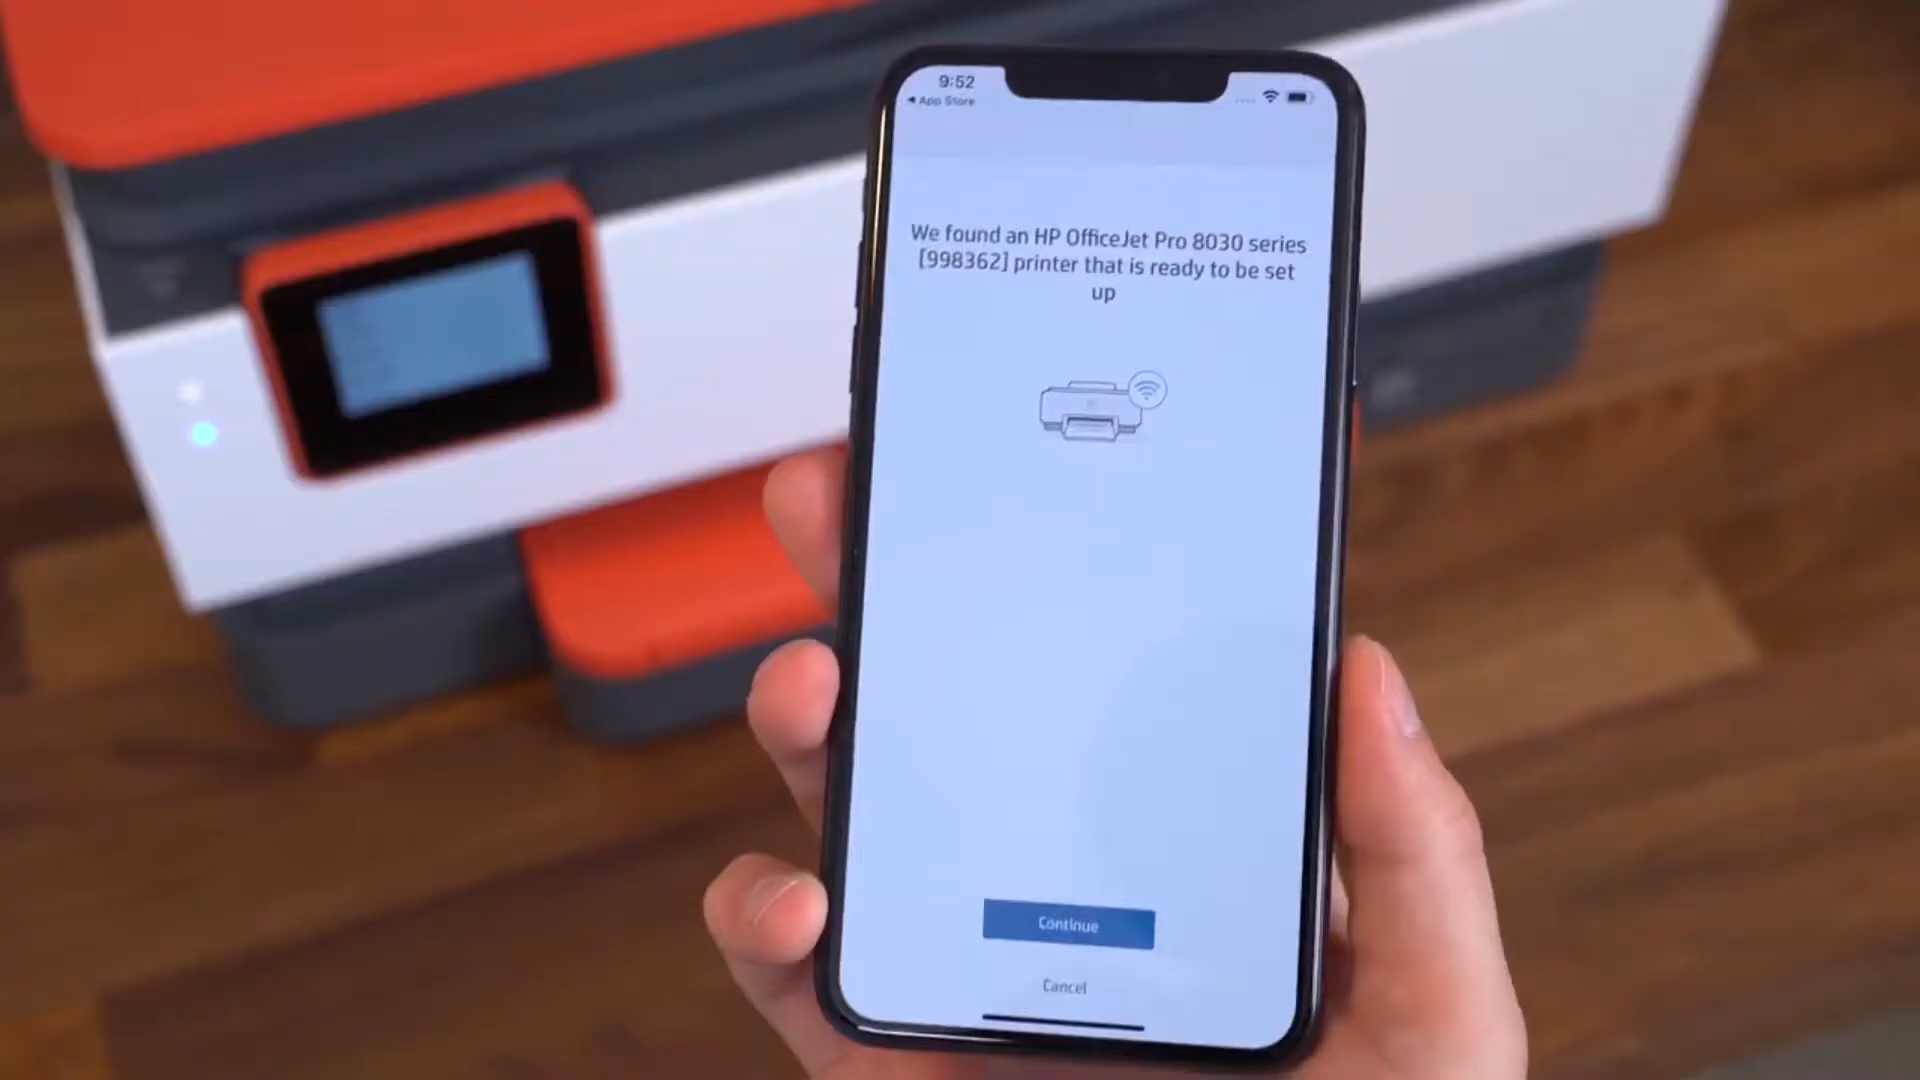 9:52
◀ App Store
We found an HP OfficeJet Pro 8030 series
[998362] printer that is ready to be set
up
Continue
Cancel